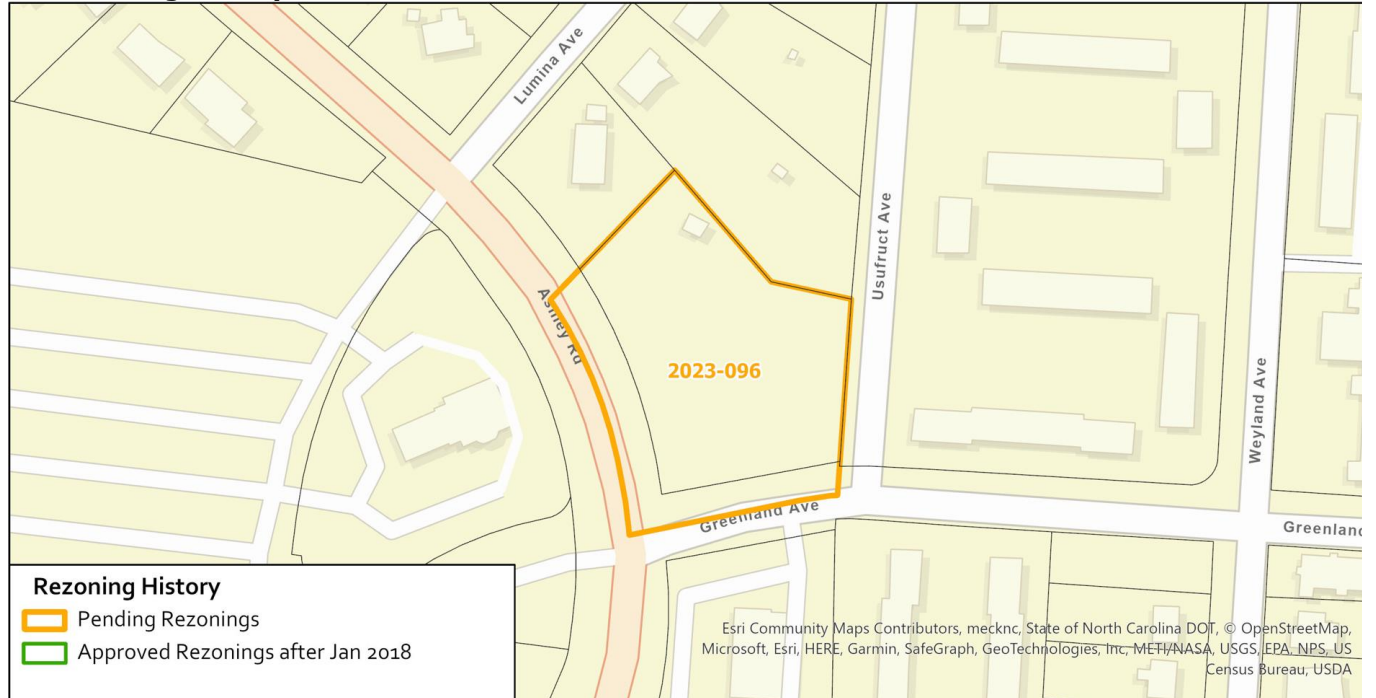 Lumina Ave
Ashley Rd
Usufruct Ave
2023-096
Weyland Ave
Greenland Ave
Greenlan
Rezoning History
Pending Rezonings
Approved Rezonings after Jan 2018
Esri Community Maps Contributors, mecknc, State of North Carolina DOT, © OpenStreetMap,
Microsoft, Esri, HERE, Garmin, SafeGraph, GeoTechnologies, Inc, METI/NASA, USGS, EPA, NPS, US
Census Bureau, USDA